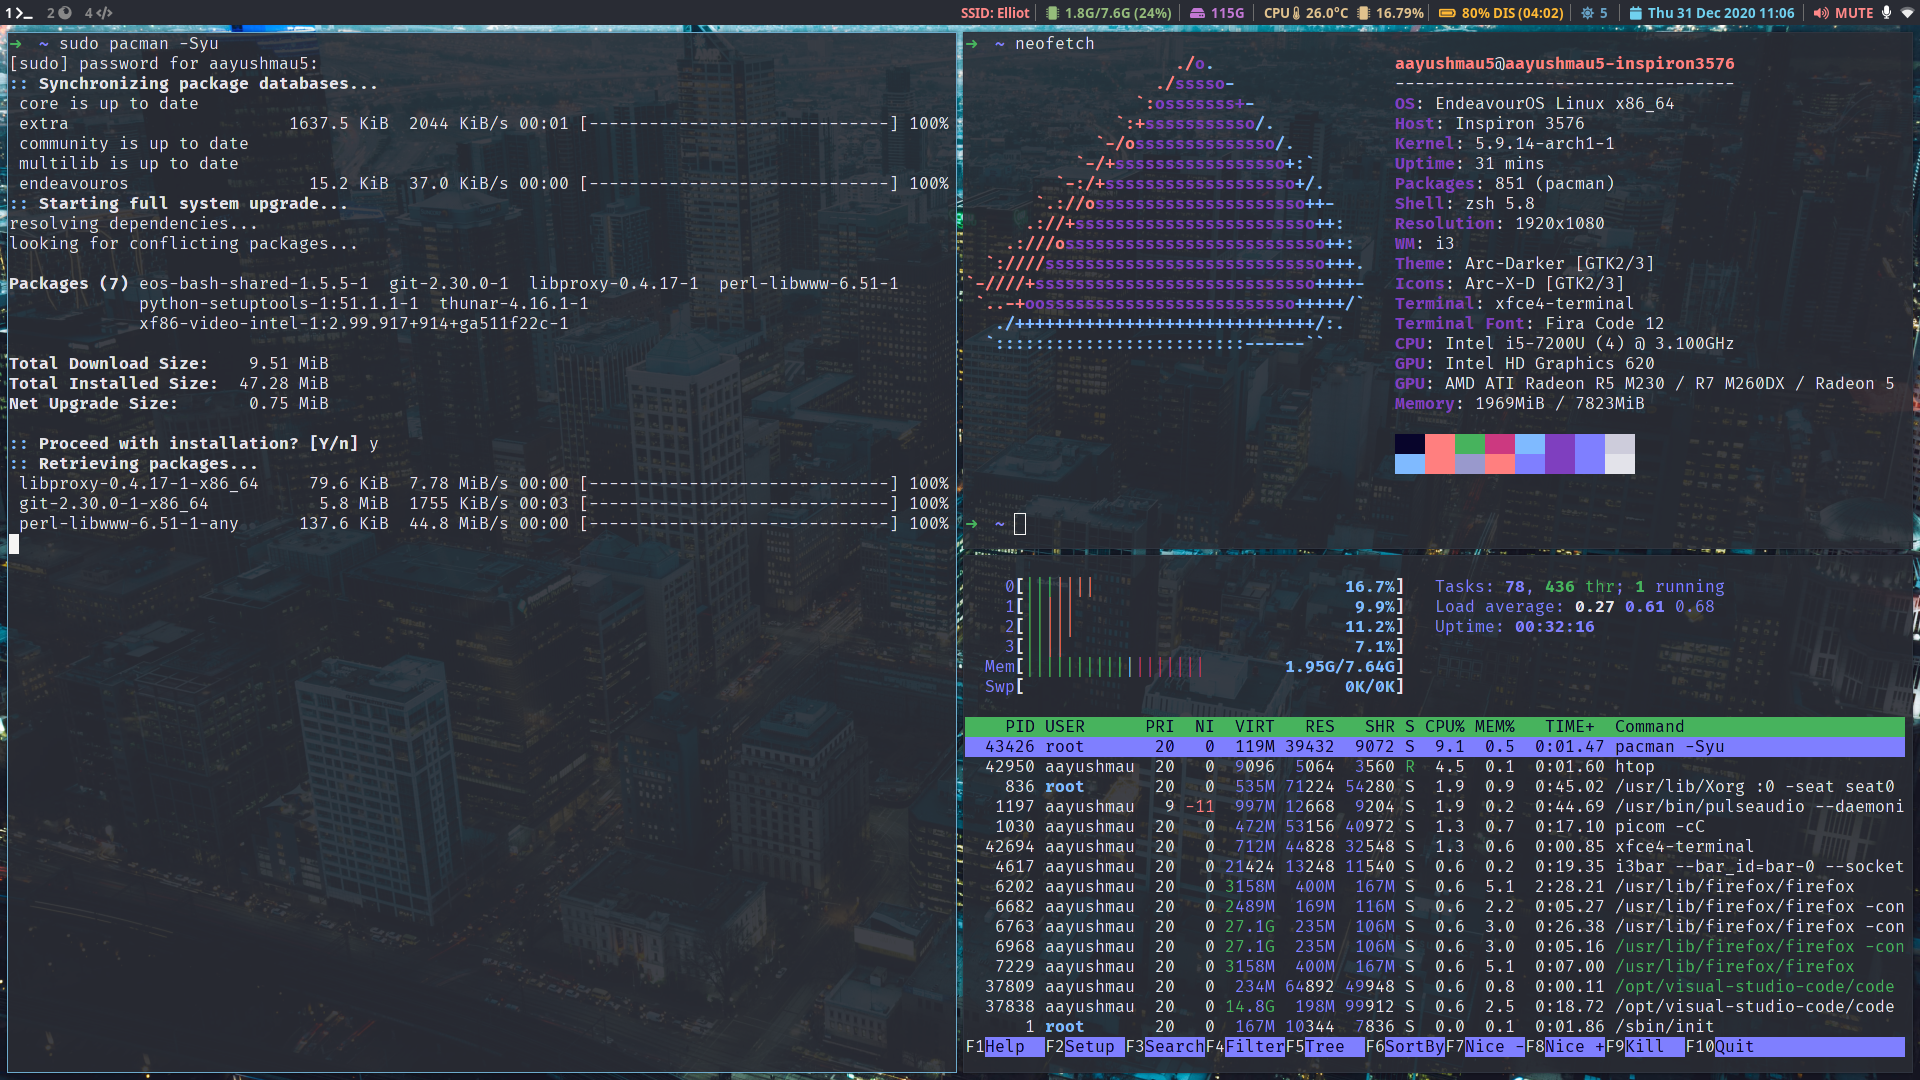 1 >_ 2 4 </> SSID: Elliot | 1.8G/7.6G (24%) | 115G | CPU 26.0°C 16.79% | 80% DIS (04:02) | 5 | Thu 31 Dec 2020 11:06 | MUTE
→ ~ sudo pacman -Syu
[sudo] password for aayushmau5:
:: Synchronizing package databases...
core is up to date
extra 1637.5 KiB 2044 KiB/s 00:01 [------------------------------] 100%
community is up to date
multilib is up to date
endeavouros 15.2 KiB 37.0 KiB/s 00:00 [------------------------------] 100%
:: Starting full system upgrade...
resolving dependencies...
looking for conflicting packages...
Packages (7) eos-bash-shared-1.5.5-1 git-2.30.0-1 libproxy-0.4.17-1 perl-libwww-6.51-1
python-setuptools-1:51.1.1-1 thunar-4.16.1-1
xf86-video-intel-1:2.99.917+914+ga511f22c-1
Total Download Size: 9.51 MiB
Total Installed Size: 47.28 MiB
Net Upgrade Size: 0.75 MiB
:: Proceed with installation? [Y/n] y
:: Retrieving packages...
libproxy-0.4.17-1-x86_64 79.6 KiB 7.78 MiB/s 00:00 [------------------------------] 100%
git-2.30.0-1-x86_64 5.8 MiB 1755 KiB/s 00:03 [------------------------------] 100%
perl-libwww-6.51-1-any 137.6 KiB 44.8 MiB/s 00:00 [------------------------------] 100%
→ ~ neofetch
aayushmau5@aayushmau5-inspiron3576
----------------------------------
OS: EndeavourOS Linux x86_64
Host: Inspiron 3576
Kernel: 5.9.14-arch1-1
Uptime: 31 mins
Packages: 851 (pacman)
Shell: zsh 5.8
Resolution: 1920x1080
WM: i3
Theme: Arc-Darker [GTK2/3]
Icons: Arc-X-D [GTK2/3]
Terminal: xfce4-terminal
Terminal Font: Fira Code 12
CPU: Intel i5-7200U (4) @ 3.100GHz
GPU: Intel HD Graphics 620
GPU: AMD ATI Radeon R5 M230 / R7 M260DX / Radeon 5
Memory: 1969MiB / 7823MiB
→ ~
0[|||||||| 16.7%] Tasks: 78, 436 thr; 1 running
1[||||| 9.9%] Load average: 0.27 0.61 0.68
2[||||| 11.2%] Uptime: 00:32:16
3[|||| 7.1%]
Mem[|||||||||||||||||| 1.95G/7.64G]
Swp[ 0K/0K]
PID USER PRI NI VIRT RES SHR S CPU% MEM% TIME+ Command
43426 root 20 0 119M 39432 9072 S 9.1 0.5 0:01.47 pacman -Syu
42950 aayushmau 20 0 9096 5064 3560 R 4.5 0.1 0:01.60 htop
836 root 20 0 535M 71224 54280 S 1.9 0.9 0:45.02 /usr/lib/Xorg :0 -seat seat0
1197 aayushmau 9 -11 997M 12668 9204 S 1.9 0.2 0:44.69 /usr/bin/pulseaudio --daemoni
1030 aayushmau 20 0 472M 53156 40972 S 1.3 0.7 0:17.10 picom -cC
42694 aayushmau 20 0 712M 44828 32548 S 1.3 0.6 0:00.85 xfce4-terminal
4617 aayushmau 20 0 21424 13248 11540 S 0.6 0.2 0:19.35 i3bar --bar_id=bar-0 --socket
6202 aayushmau 20 0 3158M 400M 167M S 0.6 5.1 2:28.21 /usr/lib/firefox/firefox
6682 aayushmau 20 0 2489M 169M 116M S 0.6 2.2 0:05.27 /usr/lib/firefox/firefox -con
6763 aayushmau 20 0 27.1G 235M 106M S 0.6 3.0 0:26.38 /usr/lib/firefox/firefox -con
6968 aayushmau 20 0 27.1G 235M 106M S 0.6 3.0 0:05.16 /usr/lib/firefox/firefox -con
7229 aayushmau 20 0 3158M 400M 167M S 0.6 5.1 0:07.00 /usr/lib/firefox/firefox
37809 aayushmau 20 0 234M 64892 49948 S 0.6 0.8 0:00.11 /opt/visual-studio-code/code
37838 aayushmau 20 0 14.8G 198M 99912 S 0.6 2.5 0:18.72 /opt/visual-studio-code/code
1 root 20 0 167M 10344 7836 S 0.0 0.1 0:01.86 /sbin/init
F1Help F2Setup F3SearchF4FilterF5Tree F6SortByF7Nice -F8Nice +F9Kill F10Quit